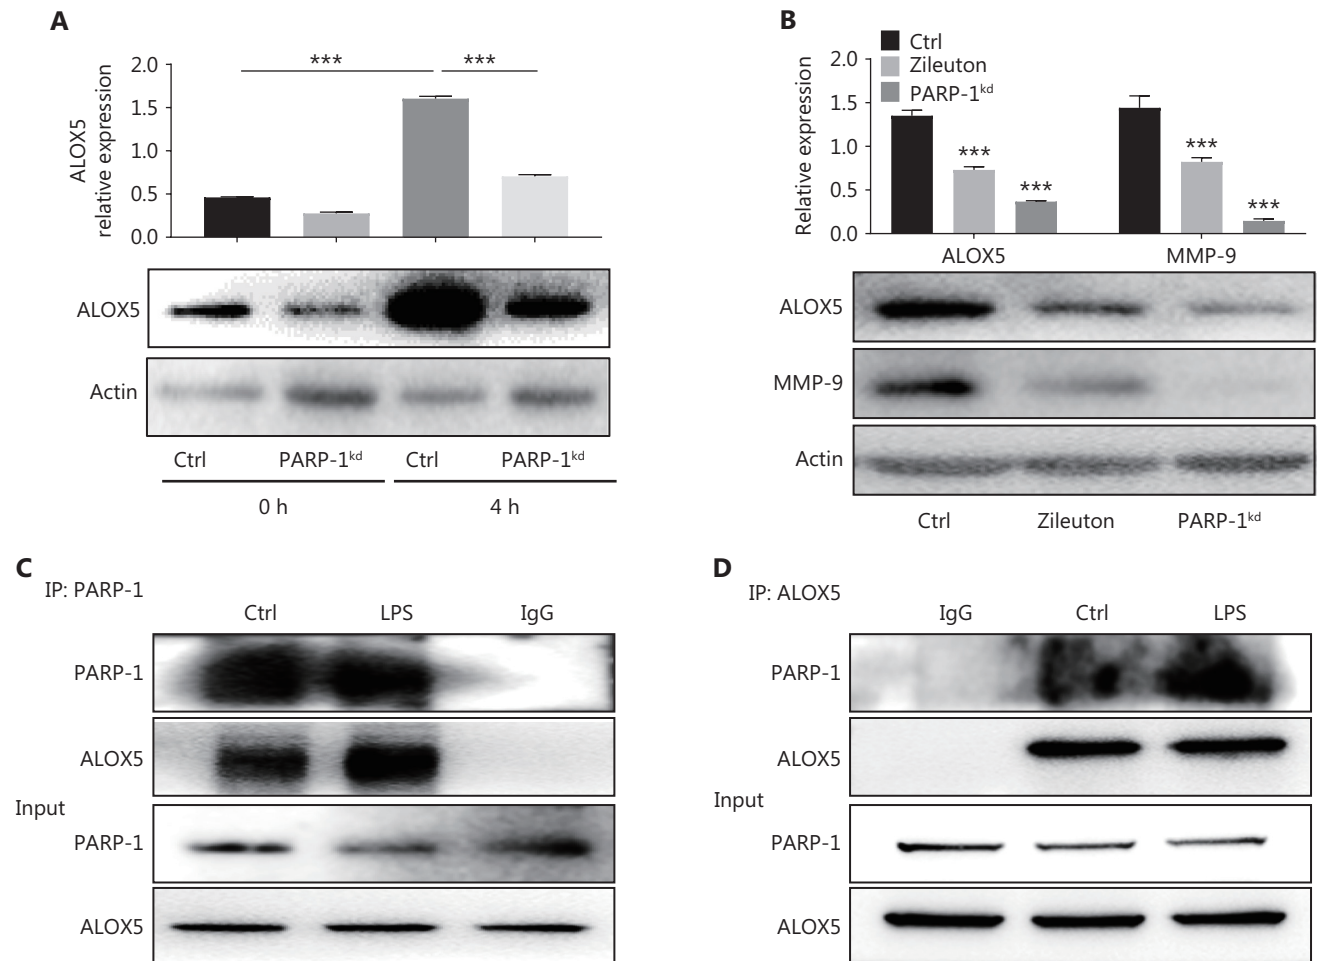 A
ALOX5
relative expression
2.0
1.5
1.0
0.5
0.0
***
***
ALOX5
Actin
Ctrl
PARP-1kd
Ctrl
PARP-1kd
0 h
4 h
B
Ctrl
Zileuton
PARP-1kd
Relative expression
2.0
1.5
1.0
0.5
0.0
***
***
***
***
ALOX5
MMP-9
ALOX5
MMP-9
Actin
Ctrl
Zileuton
PARP-1kd
C
IP: PARP-1
Ctrl
LPS
IgG
PARP-1
ALOX5
Input
PARP-1
ALOX5
D
IP: ALOX5
IgG
Ctrl
LPS
PARP-1
ALOX5
Input
PARP-1
ALOX5